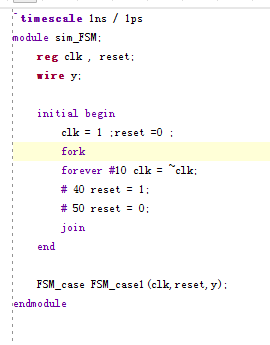 `timescale 1ns / 1ps
module sim_FSM;
reg clk , reset;
wire y;
initial begin
clk = 1 ;reset =0 ;
fork
forever #10 clk = ~clk;
# 40 reset = 1;
# 50 reset = 0;
join
end
FSM_case FSM_case1(clk,reset,y);
endmodule